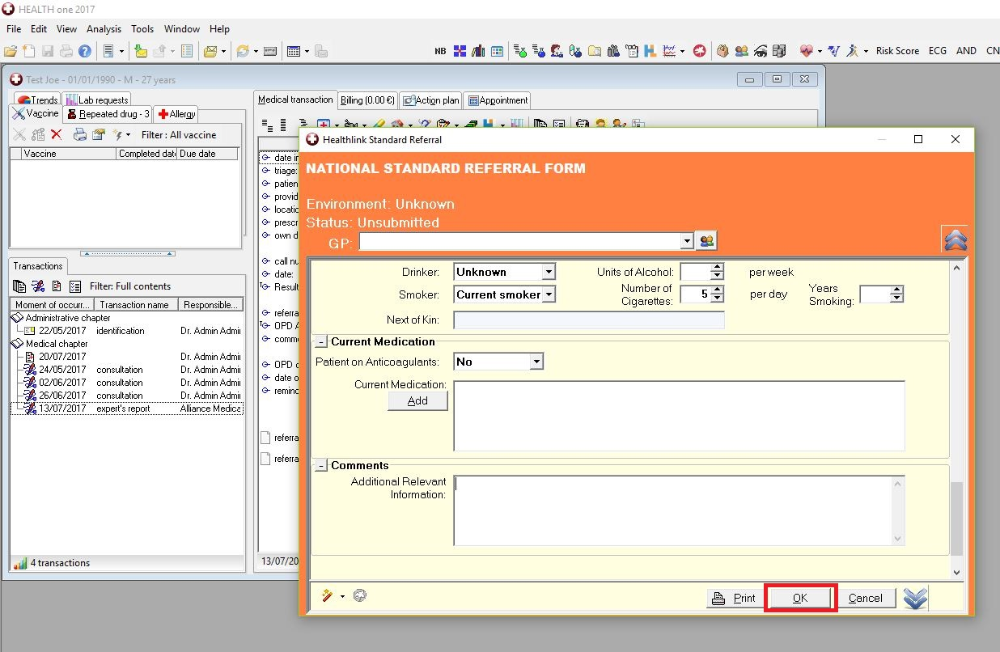 HEALTH one 2017
File Edit View Analysis Tools Window Help
NB Risk Score ECG AND CN
Test Joe - 01/01/1990 - M - 27 years
Trends Lab requests
Vaccine Repeated drug - 3 Allergy
Filter : All vaccine
Vaccine Completed date Due date
Transactions
Filter: Full contents
Moment of occur... Transaction name Responsible...
Administrative chapter
22/05/2017 identification Dr. Admin Admi
Medical chapter
20/07/2017 Dr. Admin Admi
24/05/2017 consultation Dr. Admin Admi
02/06/2017 consultation Dr. Admin Admi
26/06/2017 consultation Dr. Admin Admi
13/07/2017 expert's report Alliance Medica
4 transactions
Medical transaction Billing (0.00 €) Action plan Appointment
date in
triage:
patien
provid
locatio
prescr
own d
call nu
date:
Result
referra
OPD A
comme
OPD d
date o
remind
referra
referra
13/07/20
Healthlink Standard Referral
NATIONAL STANDARD REFERRAL FORM
Environment: Unknown
Status: Unsubmitted
GP:
Drinker: Unknown Units of Alcohol: per week
Smoker: Current smoker Number of Cigarettes: 5 per day Years Smoking:
Next of Kin:
Current Medication
Patient on Anticoagulants: No
Current Medication:
Add
Comments
Additional Relevant
Information:
Print OK Cancel